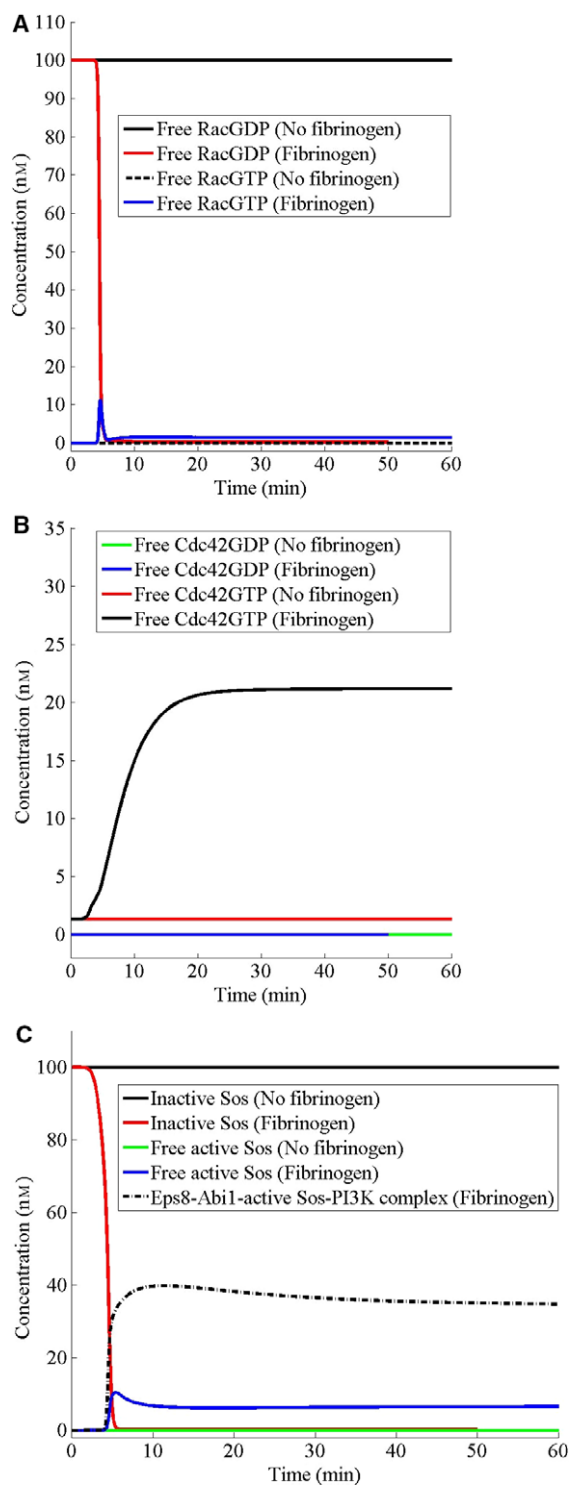 A
110
100
90
80
70
60
50
40
30
20
10
0
Concentration (nM)
Free RacGDP (No fibrinogen)
Free RacGDP (Fibrinogen)
Free RacGTP (No fibrinogen)
Free RacGTP (Fibrinogen)
0 10 20 30 40 50 60
Time (min)
B
35
30
25
20
15
10
5
0
Concentration (nM)
Free Cdc42GDP (No fibrinogen)
Free Cdc42GDP (Fibrinogen)
Free Cdc42GTP (No fibrinogen)
Free Cdc42GTP (Fibrinogen)
0 10 20 30 40 50 60
Time (min)
C
100
80
60
40
20
0
Concentration (nM)
Inactive Sos (No fibrinogen)
Inactive Sos (Fibrinogen)
Free active Sos (No fibrinogen)
Free active Sos (Fibrinogen)
Eps8-Abi1-active Sos-PI3K complex (Fibrinogen)
0 10 20 30 40 50 60
Time (min)